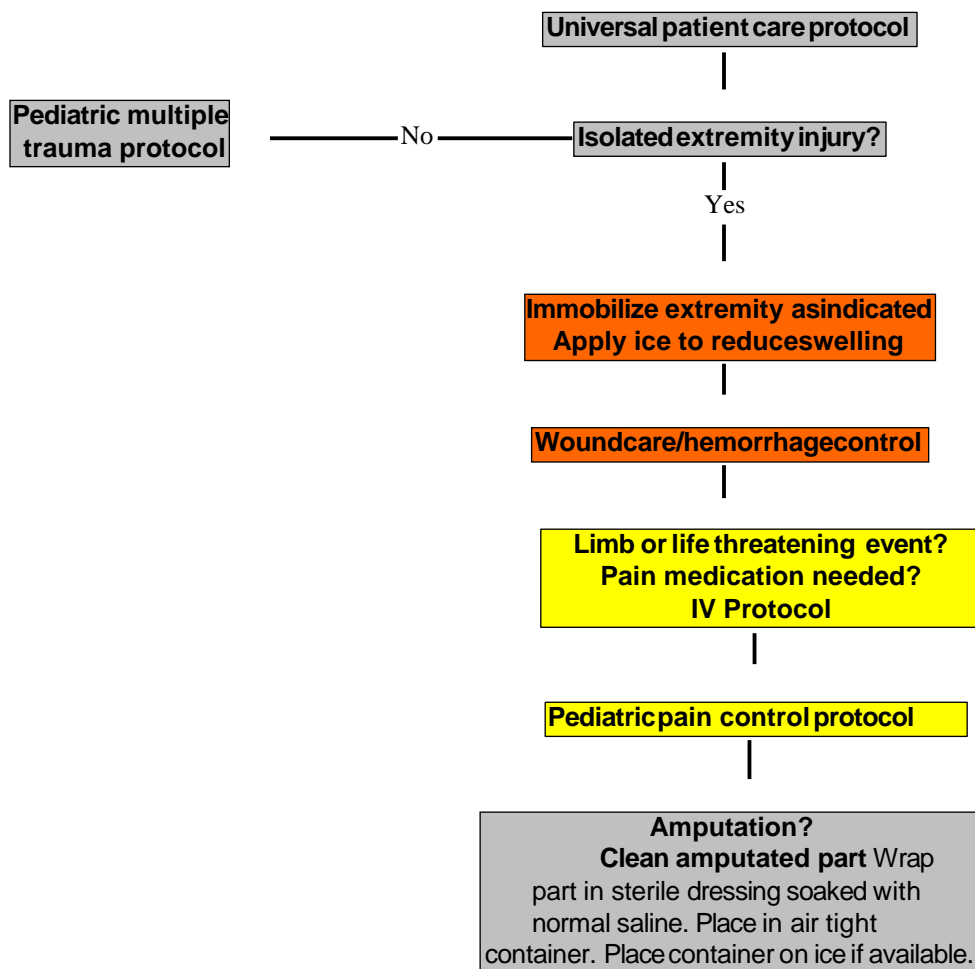 Universal patient care protocol
Pediatric multiple
trauma protocol
No
Isolated extremity injury?
Yes
Immobilize extremity asindicated
Apply ice to reduceswelling
Woundcare/hemorrhagecontrol
Limb or life threatening event?
Pain medication needed?
IV Protocol
Pediatric pain control protocol
Amputation?
Clean amputated part Wrap
part in sterile dressing soaked with
normal saline. Place in air tight
container. Place container on ice if available.